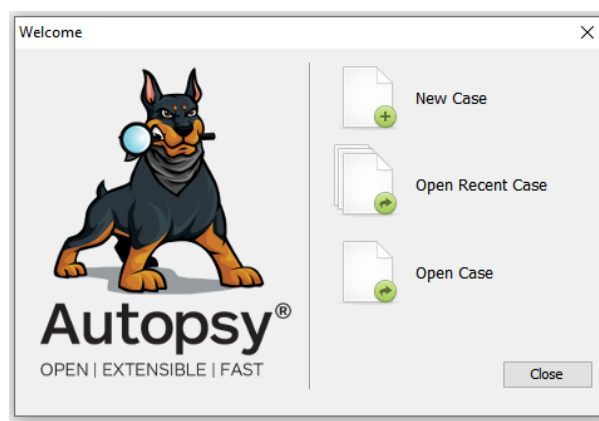 Welcome
New Case
Open Recent Case
Open Case
Autopsy®
OPEN | EXTENSIBLE | FAST
Close